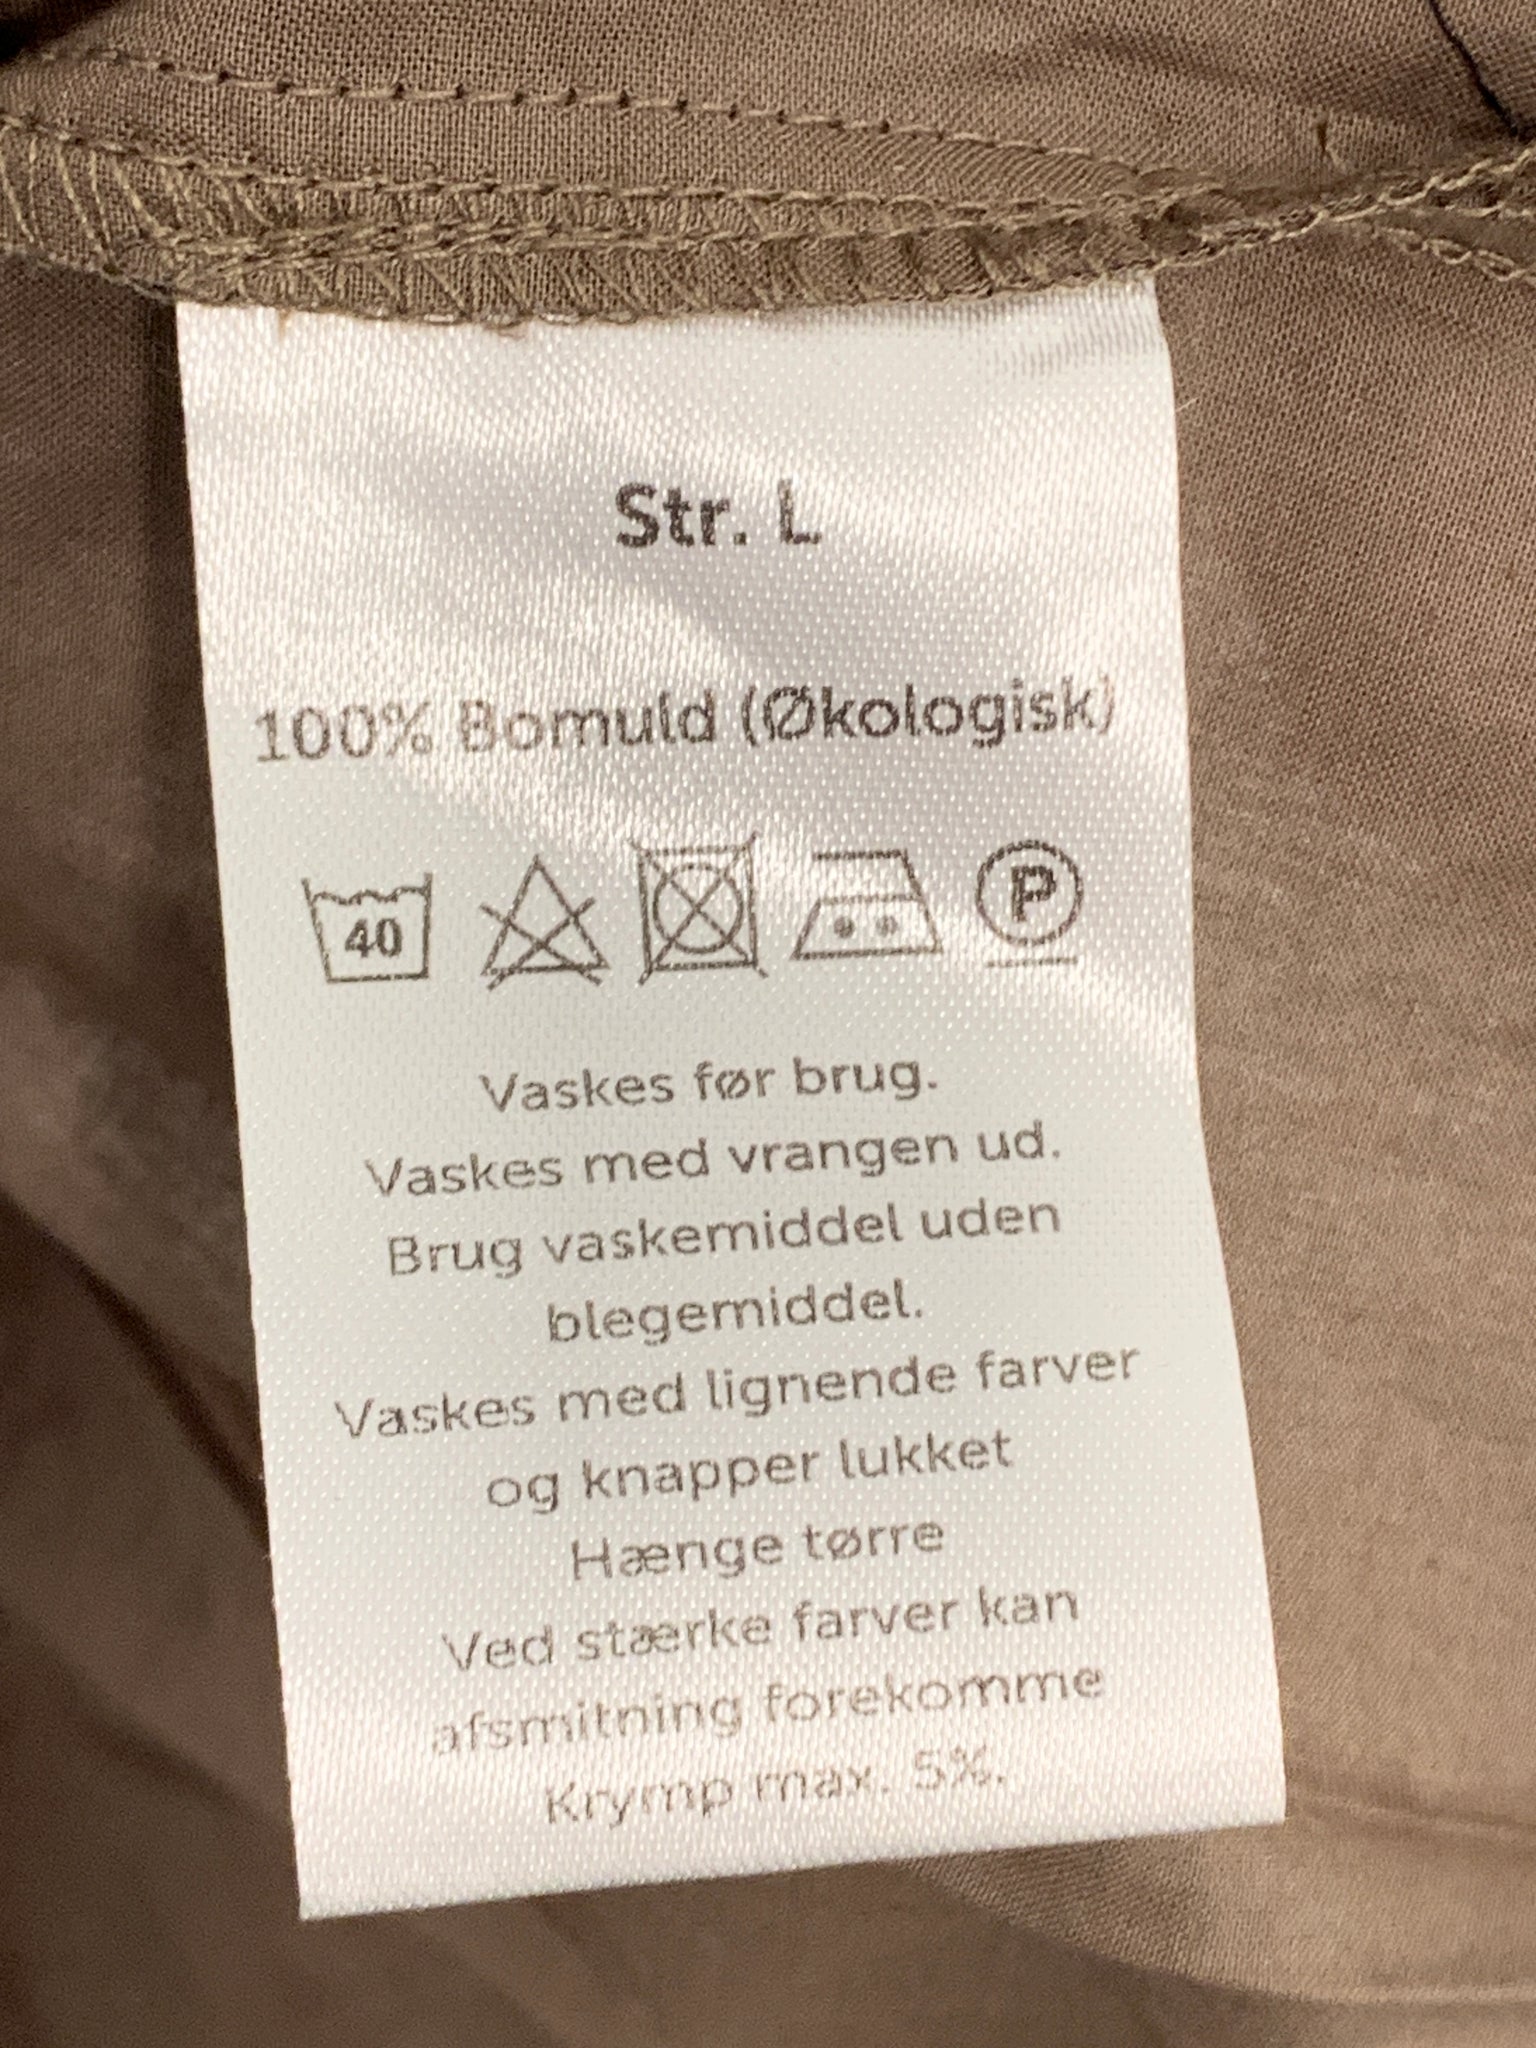 Str. L
100% Bomuld (Økologisk)
40 P
Vaskes før brug.
Vaskes med vrangen ud.
Brug vaskemiddel uden
blegemiddel.
Vaskes med lignende farver
og knapper lukket
Hænge tørre
Ved stærke farver kan
afsmitning forekomme
Krymp max. 5%.